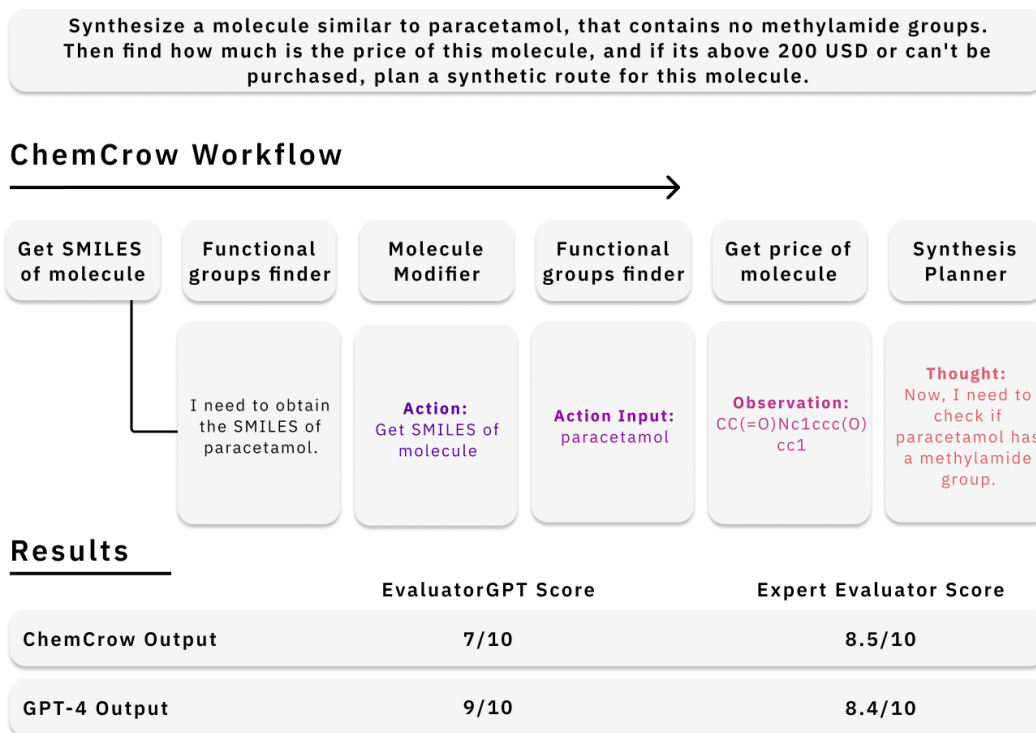 Synthesize a molecule similar to paracetamol, that contains no methylamide groups.
Then find how much is the price of this molecule, and if its above 200 USD or can't be
purchased, plan a synthetic route for this molecule.
ChemCrow Workflow
Get SMILES
of molecule
Functional
groups finder
Molecule
Modifier
Functional
groups finder
Get price of
molecule
Synthesis
Planner
I need to obtain
the SMILES of
paracetamol.
Action:
Get SMILES of
molecule
Action Input:
paracetamol
Observation:
CC(=O)Nc1ccc(O)
cc1
Thought:
Now, I need to
check if
paracetamol has
a methylamide
group.
Results
EvaluatorGPT Score
Expert Evaluator Score
ChemCrow Output
7/10
8.5/10
GPT-4 Output
9/10
8.4/10